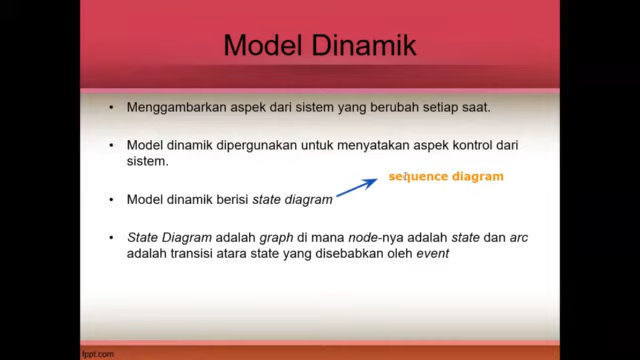 Model Dinamik
• Menggambarkan aspek dari sistem yang berubah setiap saat.
• Model dinamik dipergunakan untuk menyatakan aspek kontrol dari
sistem.
sequence diagram
• Model dinamik berisi state diagram
• State Diagram adalah graph di mana node-nya adalah state dan arc
adalah transisi atara state yang disebabkan oleh event
fppt.com